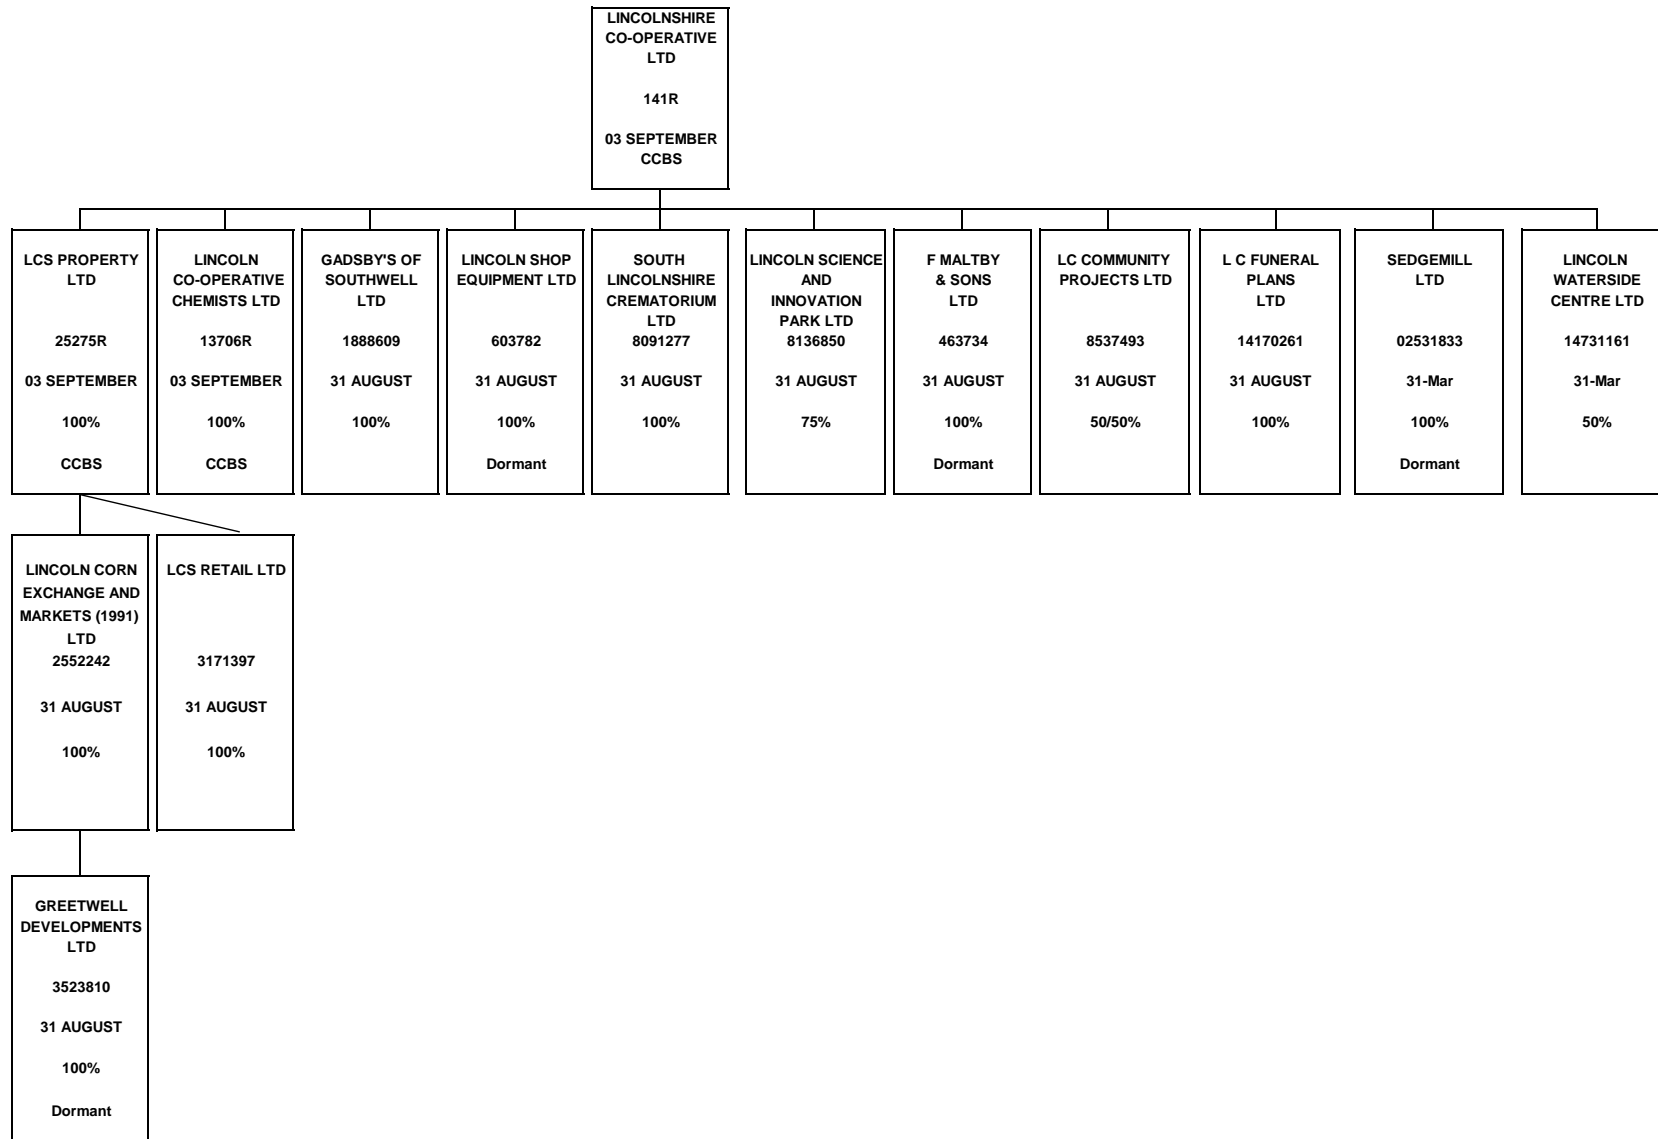 LINCOLNSHIRE
CO-OPERATIVE
LTD
141R
03 SEPTEMBER
CCBS
LCS PROPERTY
LTD
25275R
03 SEPTEMBER
100%
CCBS
LINCOLN
CO-OPERATIVE
CHEMISTS LTD
13706R
03 SEPTEMBER
100%
CCBS
GADSBY'S OF
SOUTHWELL
LTD
1888609
31 AUGUST
100%
LINCOLN SHOP
EQUIPMENT LTD
603782
31 AUGUST
100%
Dormant
SOUTH
LINCOLNSHIRE
CREMATORIUM
LTD
8091277
31 AUGUST
100%
LINCOLN SCIENCE
AND
INNOVATION
PARK LTD
8136850
31 AUGUST
75%
F MALTBY
& SONS
LTD
463734
31 AUGUST
100%
Dormant
LC COMMUNITY
PROJECTS LTD
8537493
31 AUGUST
50/50%
L C FUNERAL
PLANS
LTD
14170261
31 AUGUST
100%
SEDGEMILL
LTD
02531833
31-Mar
100%
Dormant
LINCOLN
WATERSIDE
CENTRE LTD
14731161
31-Mar
50%
LINCOLN CORN
EXCHANGE AND
MARKETS (1991)
LTD
2552242
31 AUGUST
100%
LCS RETAIL LTD
3171397
31 AUGUST
100%
GREETWELL
DEVELOPMENTS
LTD
3523810
31 AUGUST
100%
Dormant